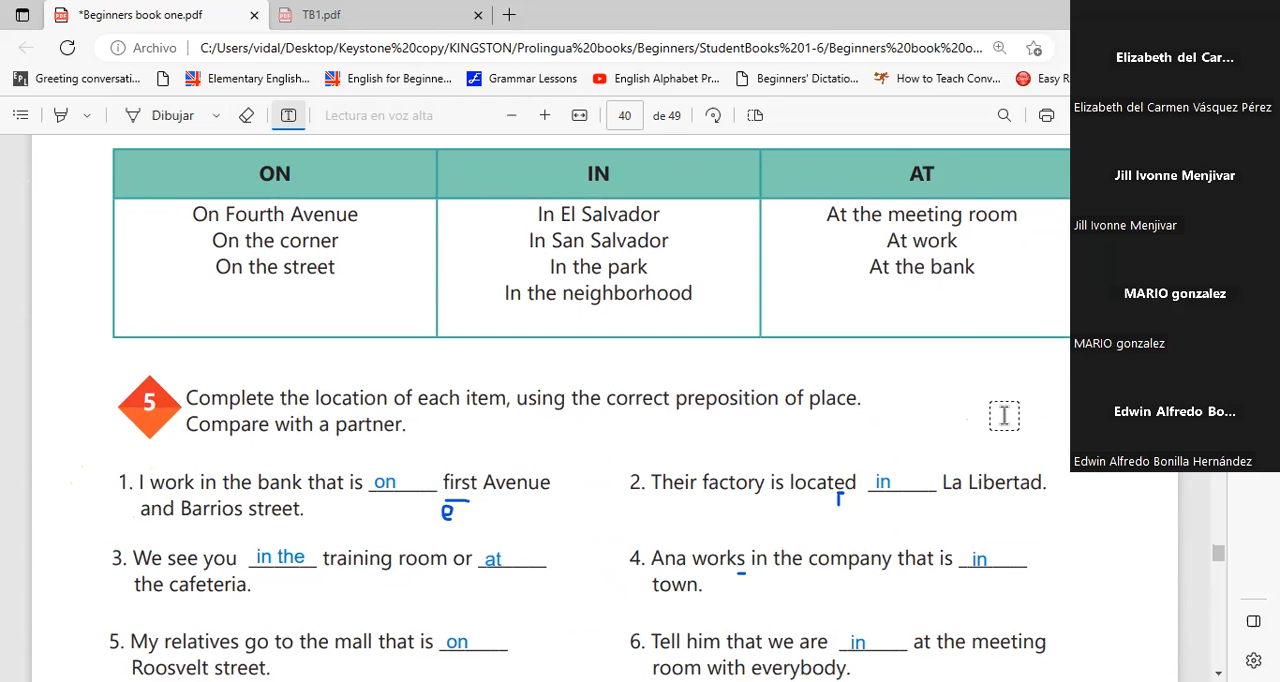 *Beginners book one.pdf
TB1.pdf
Archivo
C:/Users/vidal/Desktop/Keystone%20copy/KINGSTON/Prolingua%20books/Beginners/StudentBooks%201-6/Beginners%20book%20o...
Greeting conversati...
Elementary English...
English for Beginne...
Grammar Lessons
English Alphabet Pr...
Beginners' Dictatio...
How to Teach Conv...
Easy R
Dibujar
Lectura en voz alta
40
de 49
ON
IN
AT
On Fourth Avenue
On the corner
On the street
In El Salvador
In San Salvador
In the park
In the neighborhood
At the meeting room
At work
At the bank
5
Complete the location of each item, using the correct preposition of place.
Compare with a partner.
1. I work in the bank that is on first Avenue
and Barrios street.
e
2. Their factory is located in La Libertad.
3. We see you in the training room or at
the cafeteria.
4. Ana works in the company that is in
town.
5. My relatives go to the mall that is on
Roosvelt street.
6. Tell him that we are in at the meeting
room with everybody.
Elizabeth del Car...
Elizabeth del Carmen Vásquez Pérez
Jill Ivonne Menjivar
Jill Ivonne Menjivar
MARIO gonzalez
MARIO gonzalez
Edwin Alfredo Bo...
Edwin Alfredo Bonilla Hernández